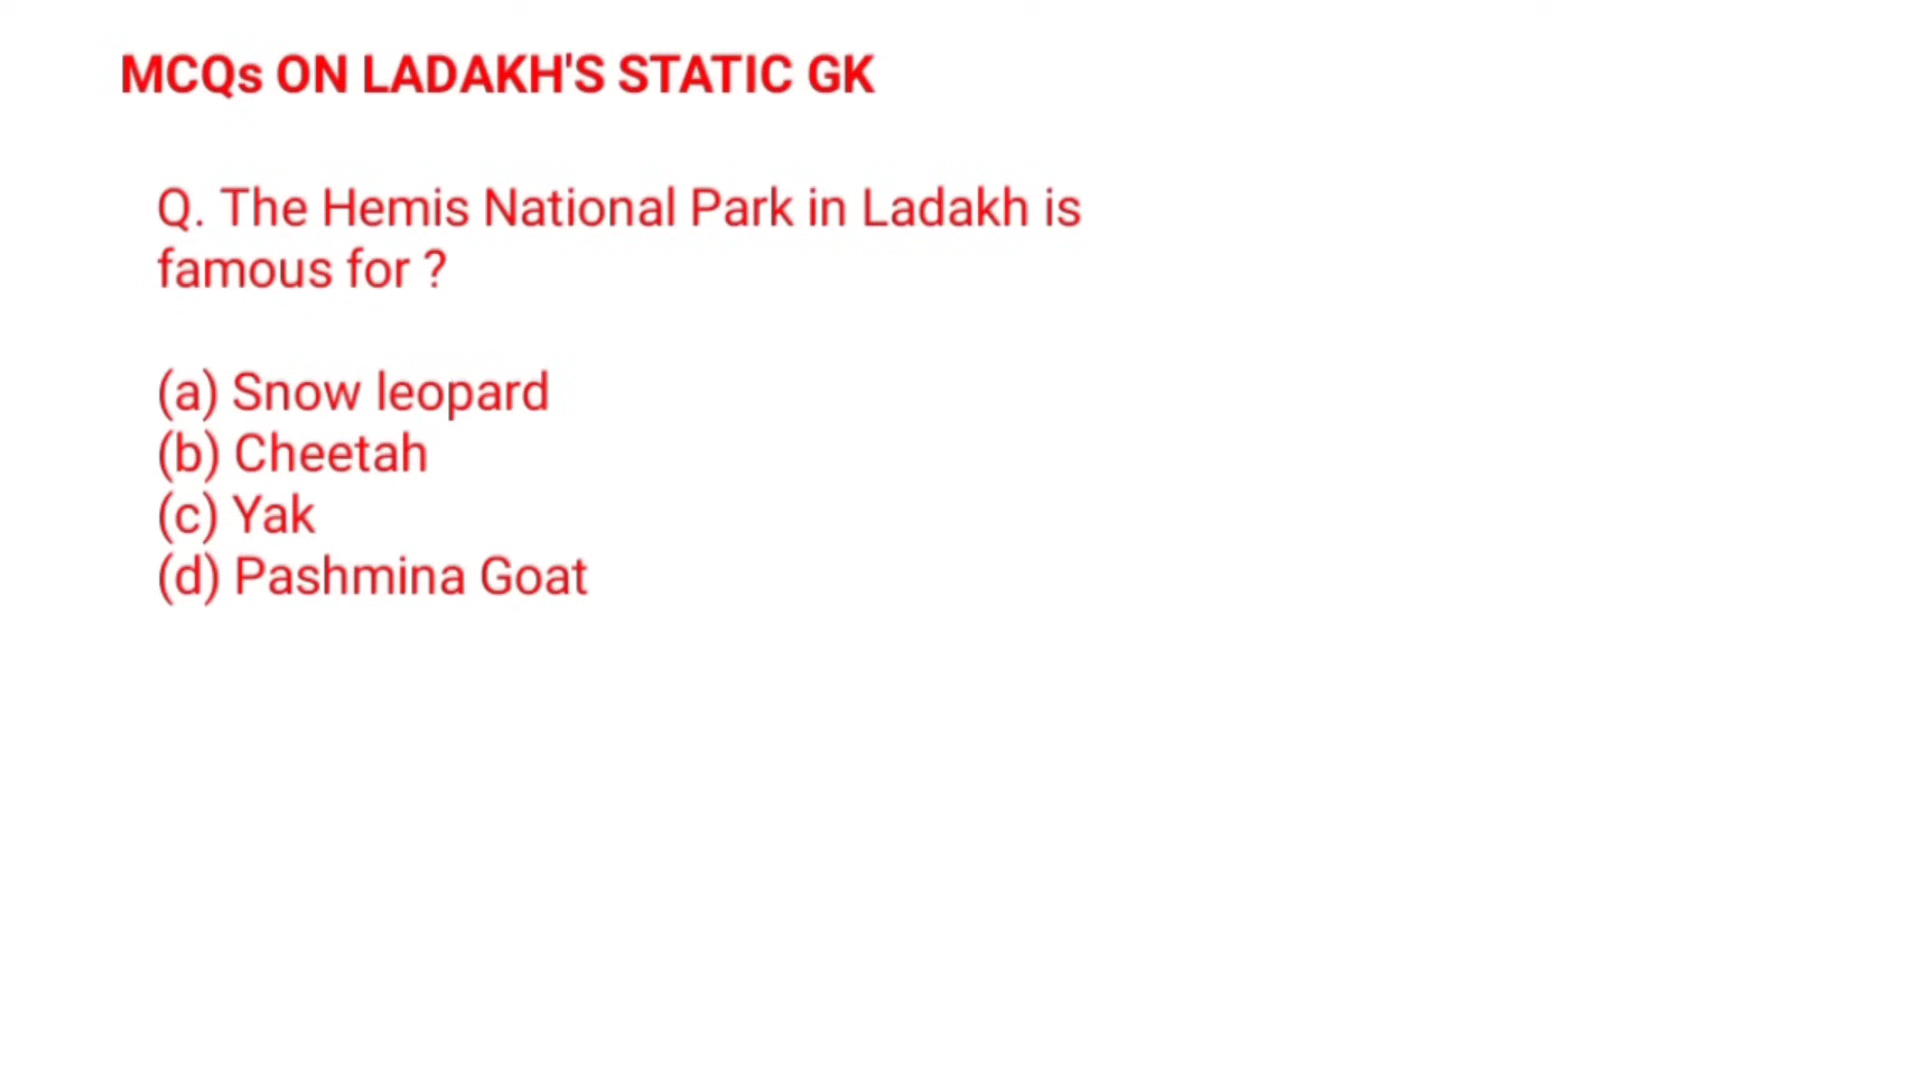 MCQs ON LADAKH'S STATIC GK
Q. The Hemis National Park in Ladakh is
famous for ?
(a) Snow leopard
(b) Cheetah
(c) Yak
(d) Pashmina Goat